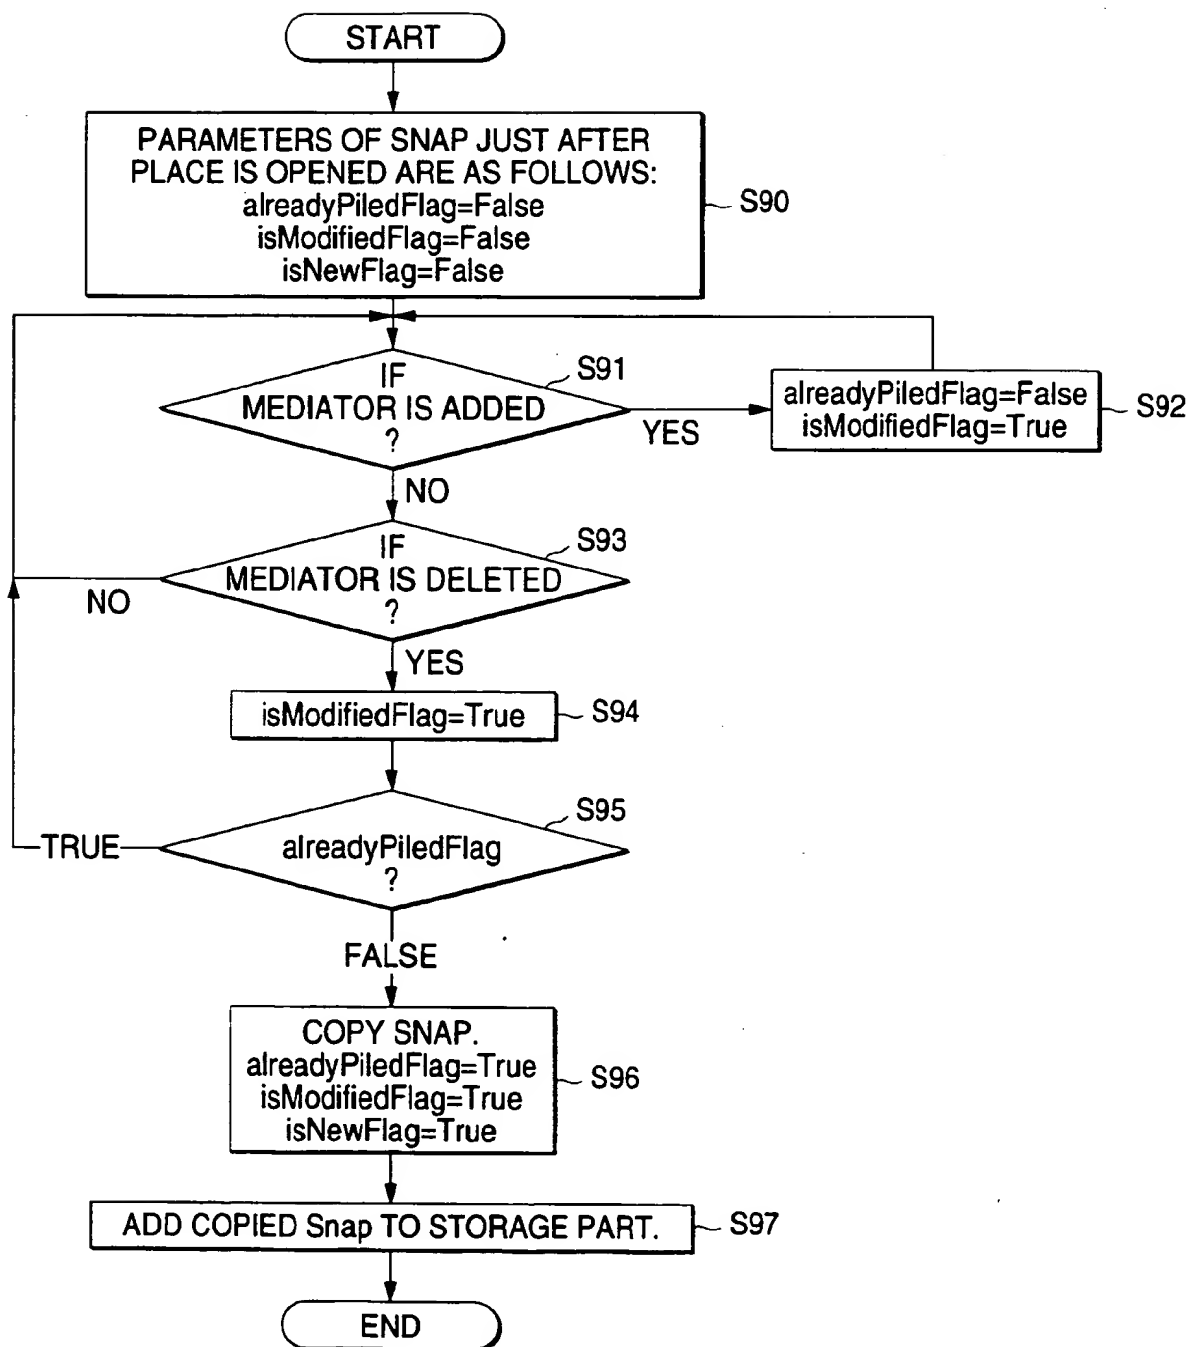 START
PARAMETERS OF SNAP JUST AFTER
PLACE IS OPENED ARE AS FOLLOWS:
alreadyPiledFlag=False
isModifiedFlag=False
isNewFlag=False
S90
IF
MEDIATOR IS ADDED
?
S91
YES
alreadyPiledFlag=False
isModifiedFlag=True
S92
NO
IF
MEDIATOR IS DELETED
?
S93
NO
YES
isModifiedFlag=True
S94
alreadyPiledFlag
?
S95
TRUE
FALSE
COPY SNAP.
alreadyPiledFlag=True
isModifiedFlag=True
isNewFlag=True
S96
ADD COPIED Snap TO STORAGE PART.
S97
END